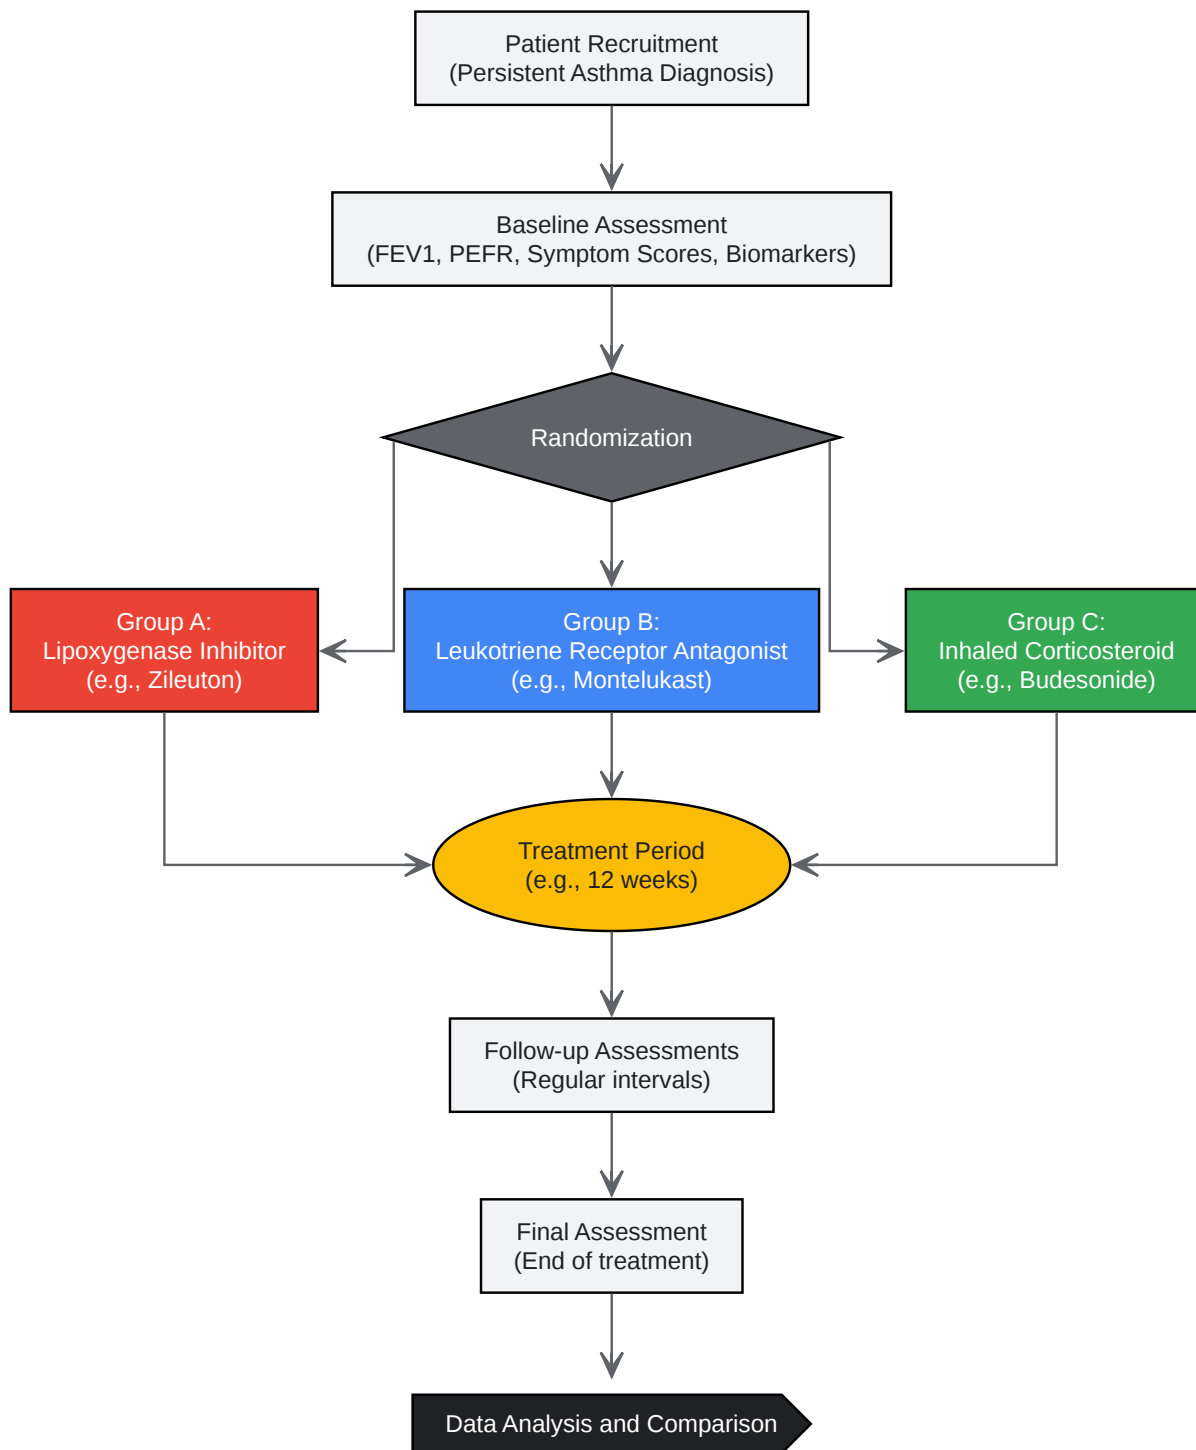 Patient Recruitment
(Persistent Asthma Diagnosis)
Baseline Assessment
(FEV1, PEFR, Symptom Scores, Biomarkers)
Randomization
Group A:
Lipoxygenase Inhibitor
(e.g., Zileuton)
Group B:
Leukotriene Receptor Antagonist
(e.g., Montelukast)
Group C:
Inhaled Corticosteroid
(e.g., Budesonide)
Treatment Period
(e.g., 12 weeks)
Follow-up Assessments
(Regular intervals)
Final Assessment
(End of treatment)
Data Analysis and Comparison